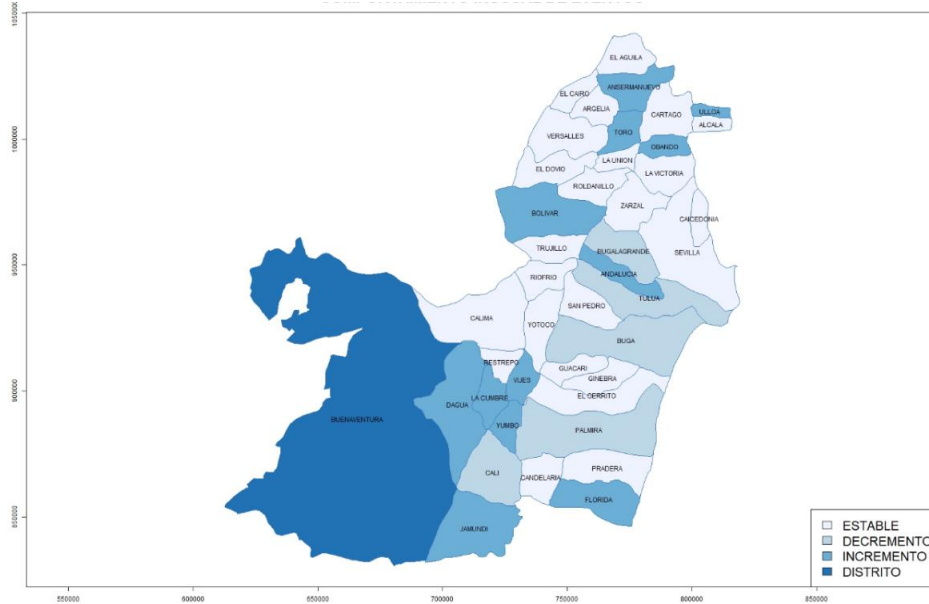 EL AGUILA
ANSERMANUEVO
EL CAIRO
ARGELIA
CARTAGO
ULLOA
ALCALA
TORO
VERSALLES
OBANDO
LA UNION
EL DOVIO
LA VICTORIA
ROLDANILLO
ZARZAL
BOLIVAR
CAICEDONIA
TRUJILLO
BUGALAGRANDE
SEVILLA
RIOFRIO
ANDALUCIA
TULUA
SAN PEDRO
CALIMA
YOTOCO
BUGA
RESTREPO
GUACARI
VIJES
GINEBRA
LA CUMBRE
EL CERRITO
DAGUA
BUENAVENTURA
YUMBO
PALMIRA
CALI
CANDELARIA
PRADERA
FLORIDA
JAMUNDI
ESTABLE
DECREMENTO
INCREMENTO
DISTRITO
1050000
1000000
950000
900000
850000
550000 600000 650000 700000 750000 800000 850000